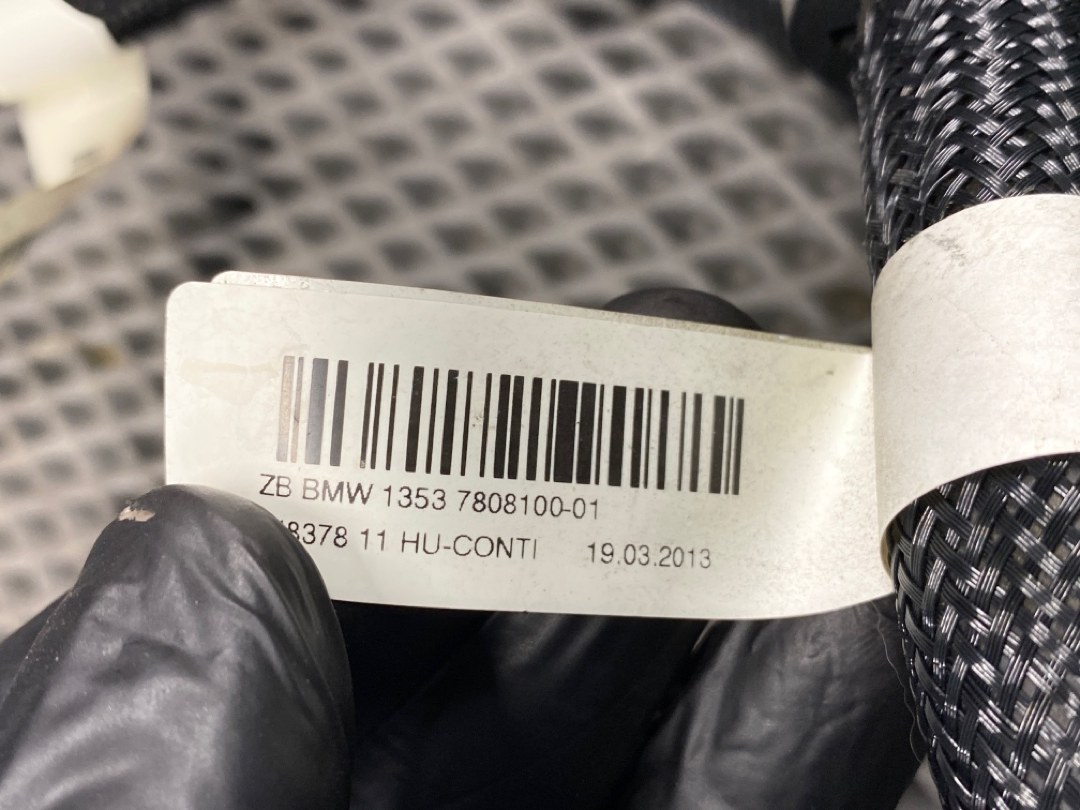 ZB BMW 1353 7808100-01
8378 11 HU-CONTI 19.03.2013